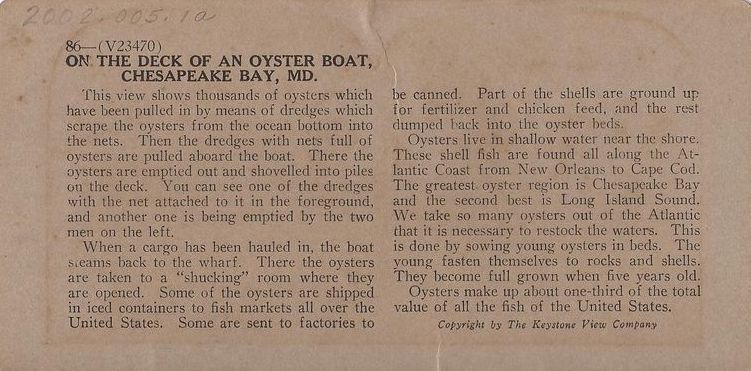 2002.005.1a
86—(V23470)
ON THE DECK OF AN OYSTER BOAT,
CHESAPEAKE BAY, MD.
This view shows thousands of oysters which
have been pulled in by means of dredges which
scrape the oysters from the ocean bottom into
the nets. Then the dredges with nets full of
oysters are pulled aboard the boat. There the
oysters are emptied out and shovelled into piles
on the deck. You can see one of the dredges
with the net attached to it in the foreground,
and another one is being emptied by the two
men on the left.
When a cargo has been hauled in, the boat
steams back to the wharf. There the oysters
are taken to a “shucking” room where they
are opened. Some of the oysters are shipped
in iced containers to fish markets all over the
United States. Some are sent to factories to
be canned. Part of the shells are ground up
for fertilizer and chicken feed, and the rest
dumped back into the oyster beds.
Oysters live in shallow water near the shore.
These shell fish are found all along the At-
lantic Coast from New Orleans to Cape Cod.
The greatest oyster region is Chesapeake Bay
and the second best is Long Island Sound.
We take so many oysters out of the Atlantic
that it is necessary to restock the waters. This
is done by sowing young oysters in beds. The
young fasten themselves to rocks and shells.
They become full grown when five years old.
Oysters make up about one-third of the total
value of all the fish of the United States.
Copyright by The Keystone View Company